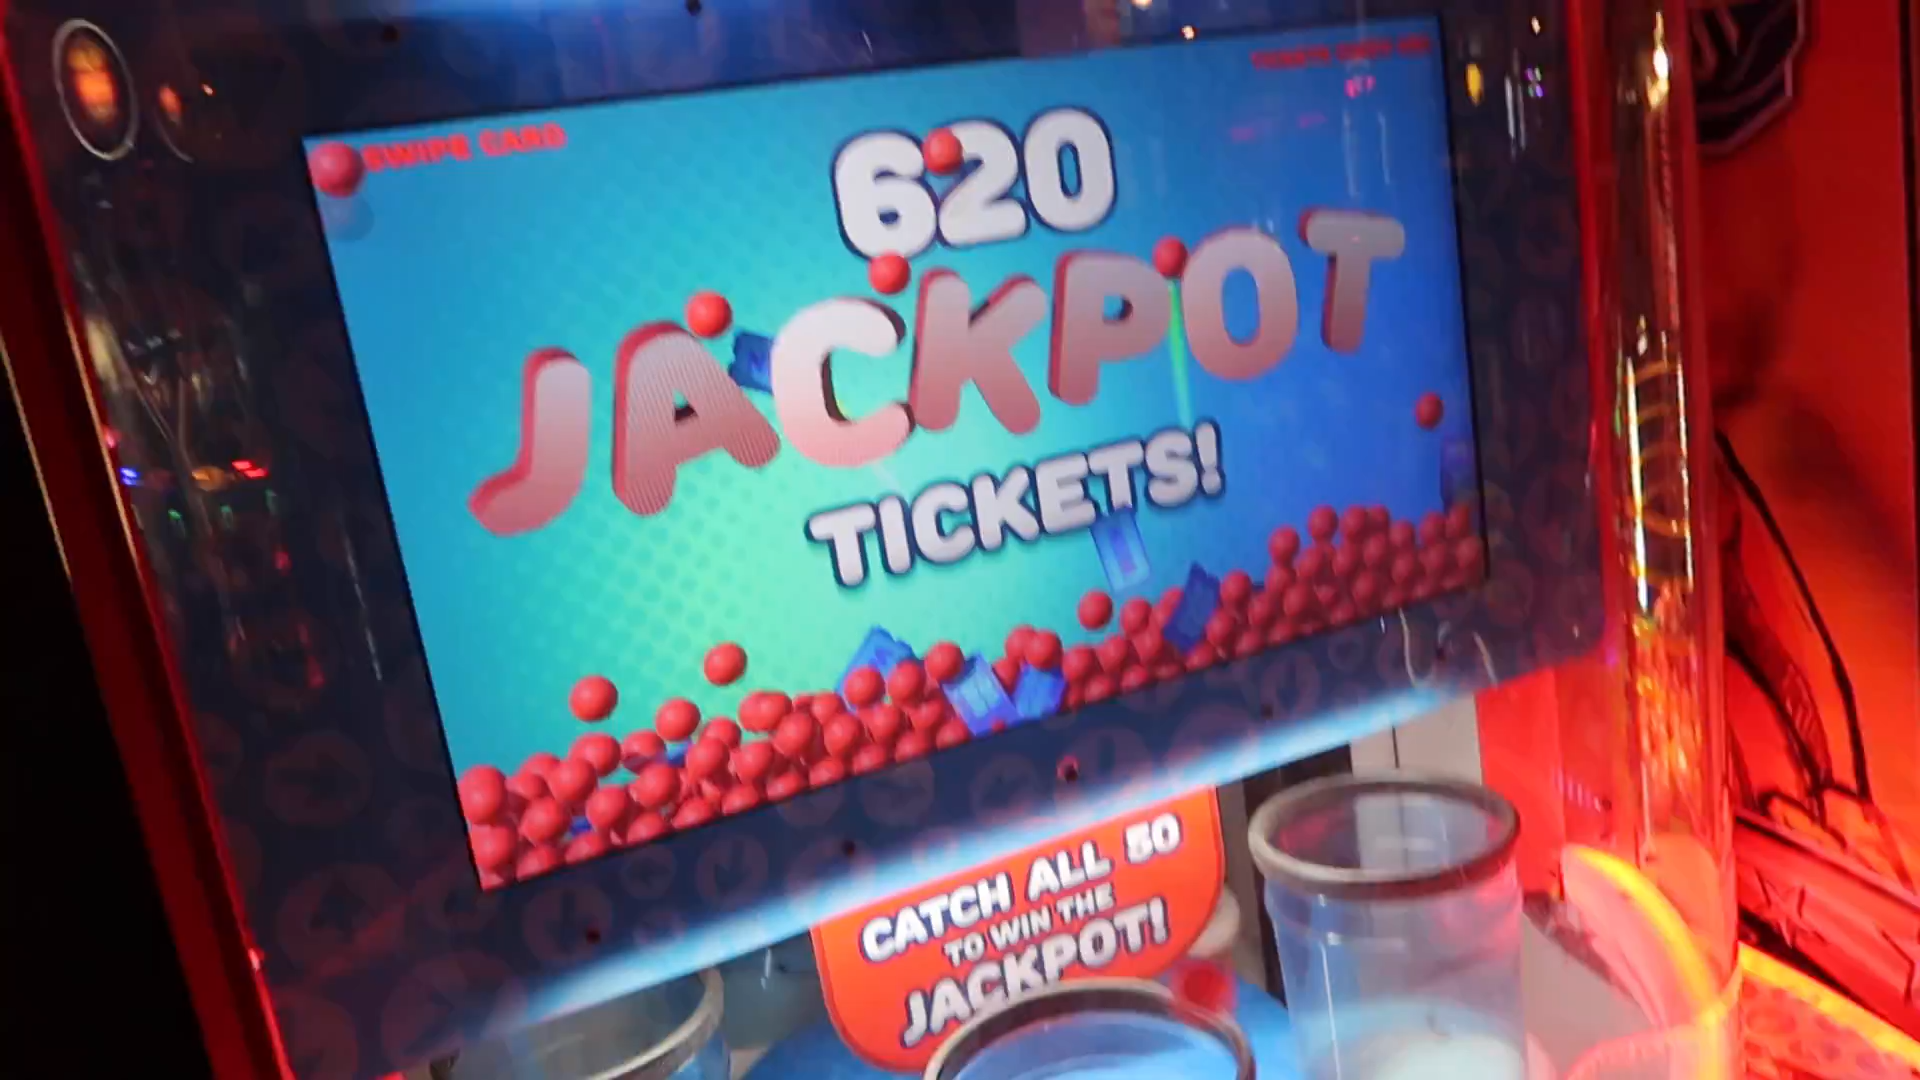 SWIPE CARD
620
JACKPOT
TICKETS!
CATCH ALL 50
TO WIN THE
JACKPOT!